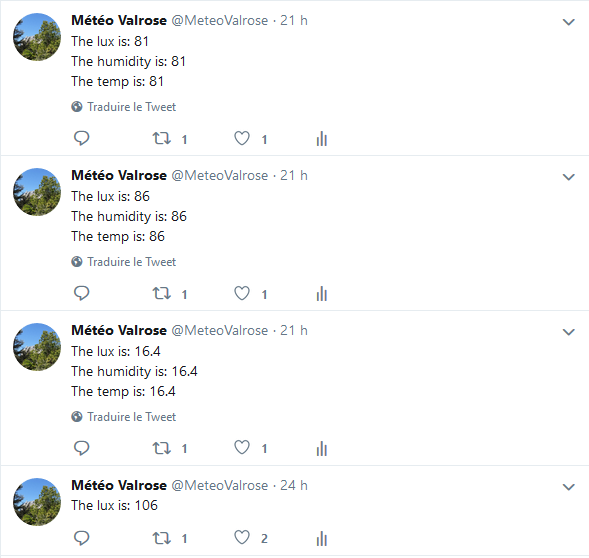 Météo Valrose @MeteoValrose · 21 h
The lux is: 81
The humidity is: 81
The temp is: 81
Traduire le Tweet
1 1
Météo Valrose @MeteoValrose · 21 h
The lux is: 86
The humidity is: 86
The temp is: 86
Traduire le Tweet
1 1
Météo Valrose @MeteoValrose · 21 h
The lux is: 16.4
The humidity is: 16.4
The temp is: 16.4
Traduire le Tweet
1 1
Météo Valrose @MeteoValrose · 24 h
The lux is: 106
1 2